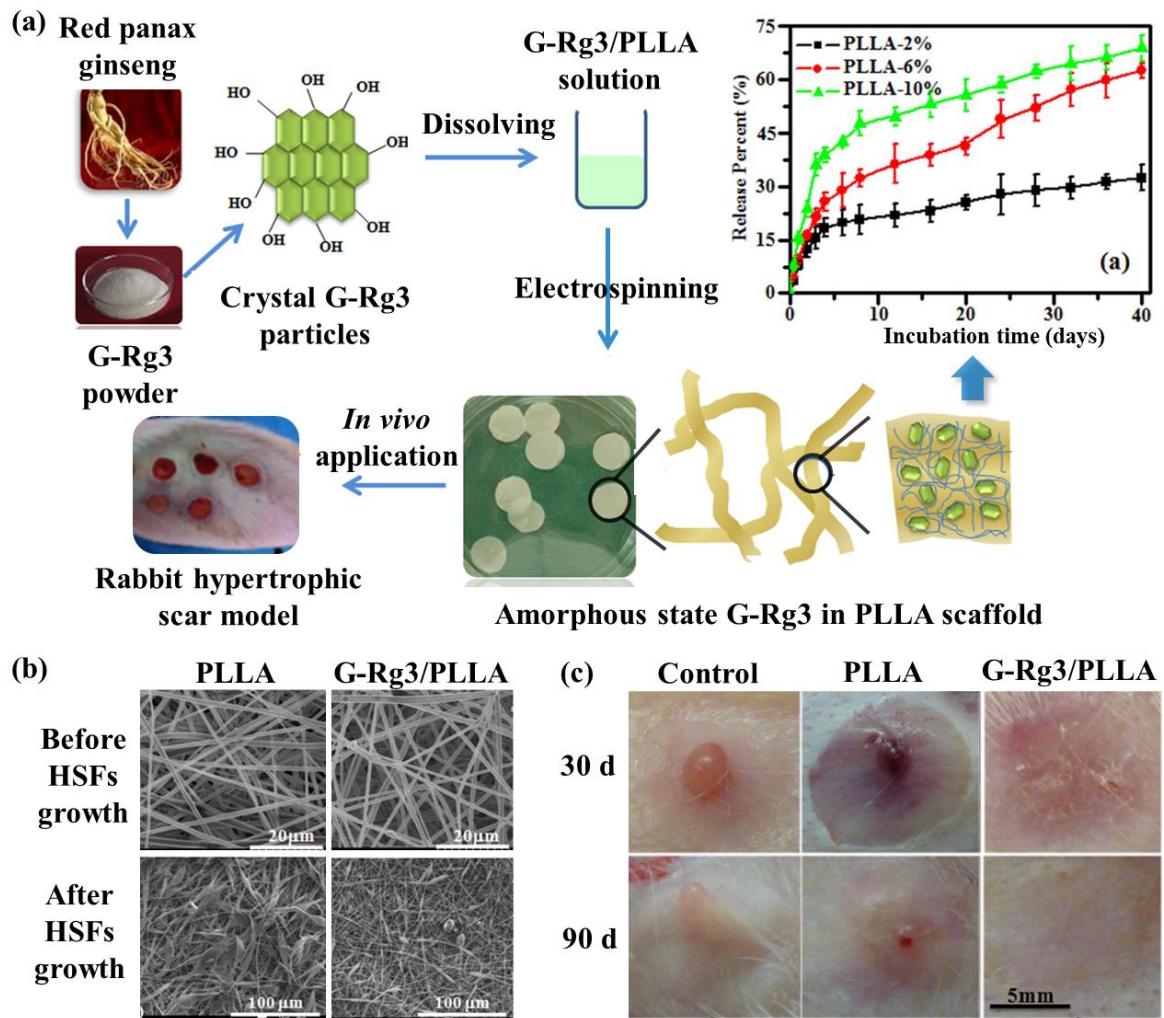 (a)
Red panax
ginseng
G-Rg3
powder
OH
OH
OH
HO
OH
HO
HO
OH
HO
OH
OH
Crystal G-Rg3
particles
Dissolving
G-Rg3/PLLA
solution
Electrospinning
75
60
45
30
15
0
Release Percent (%)
PLLA-2%
PLLA-6%
PLLA-10%
(a)
0
10
20
30
40
Incubation time (days)
In vivo
application
Rabbit hypertrophic
scar model
Amorphous state G-Rg3 in PLLA scaffold
(b)
PLLA
G-Rg3/PLLA
Before
HSFs
growth
20μm
20μm
After
HSFs
growth
100 μm
100 μm
(c)
Control
PLLA
G-Rg3/PLLA
30 d
90 d
5mm